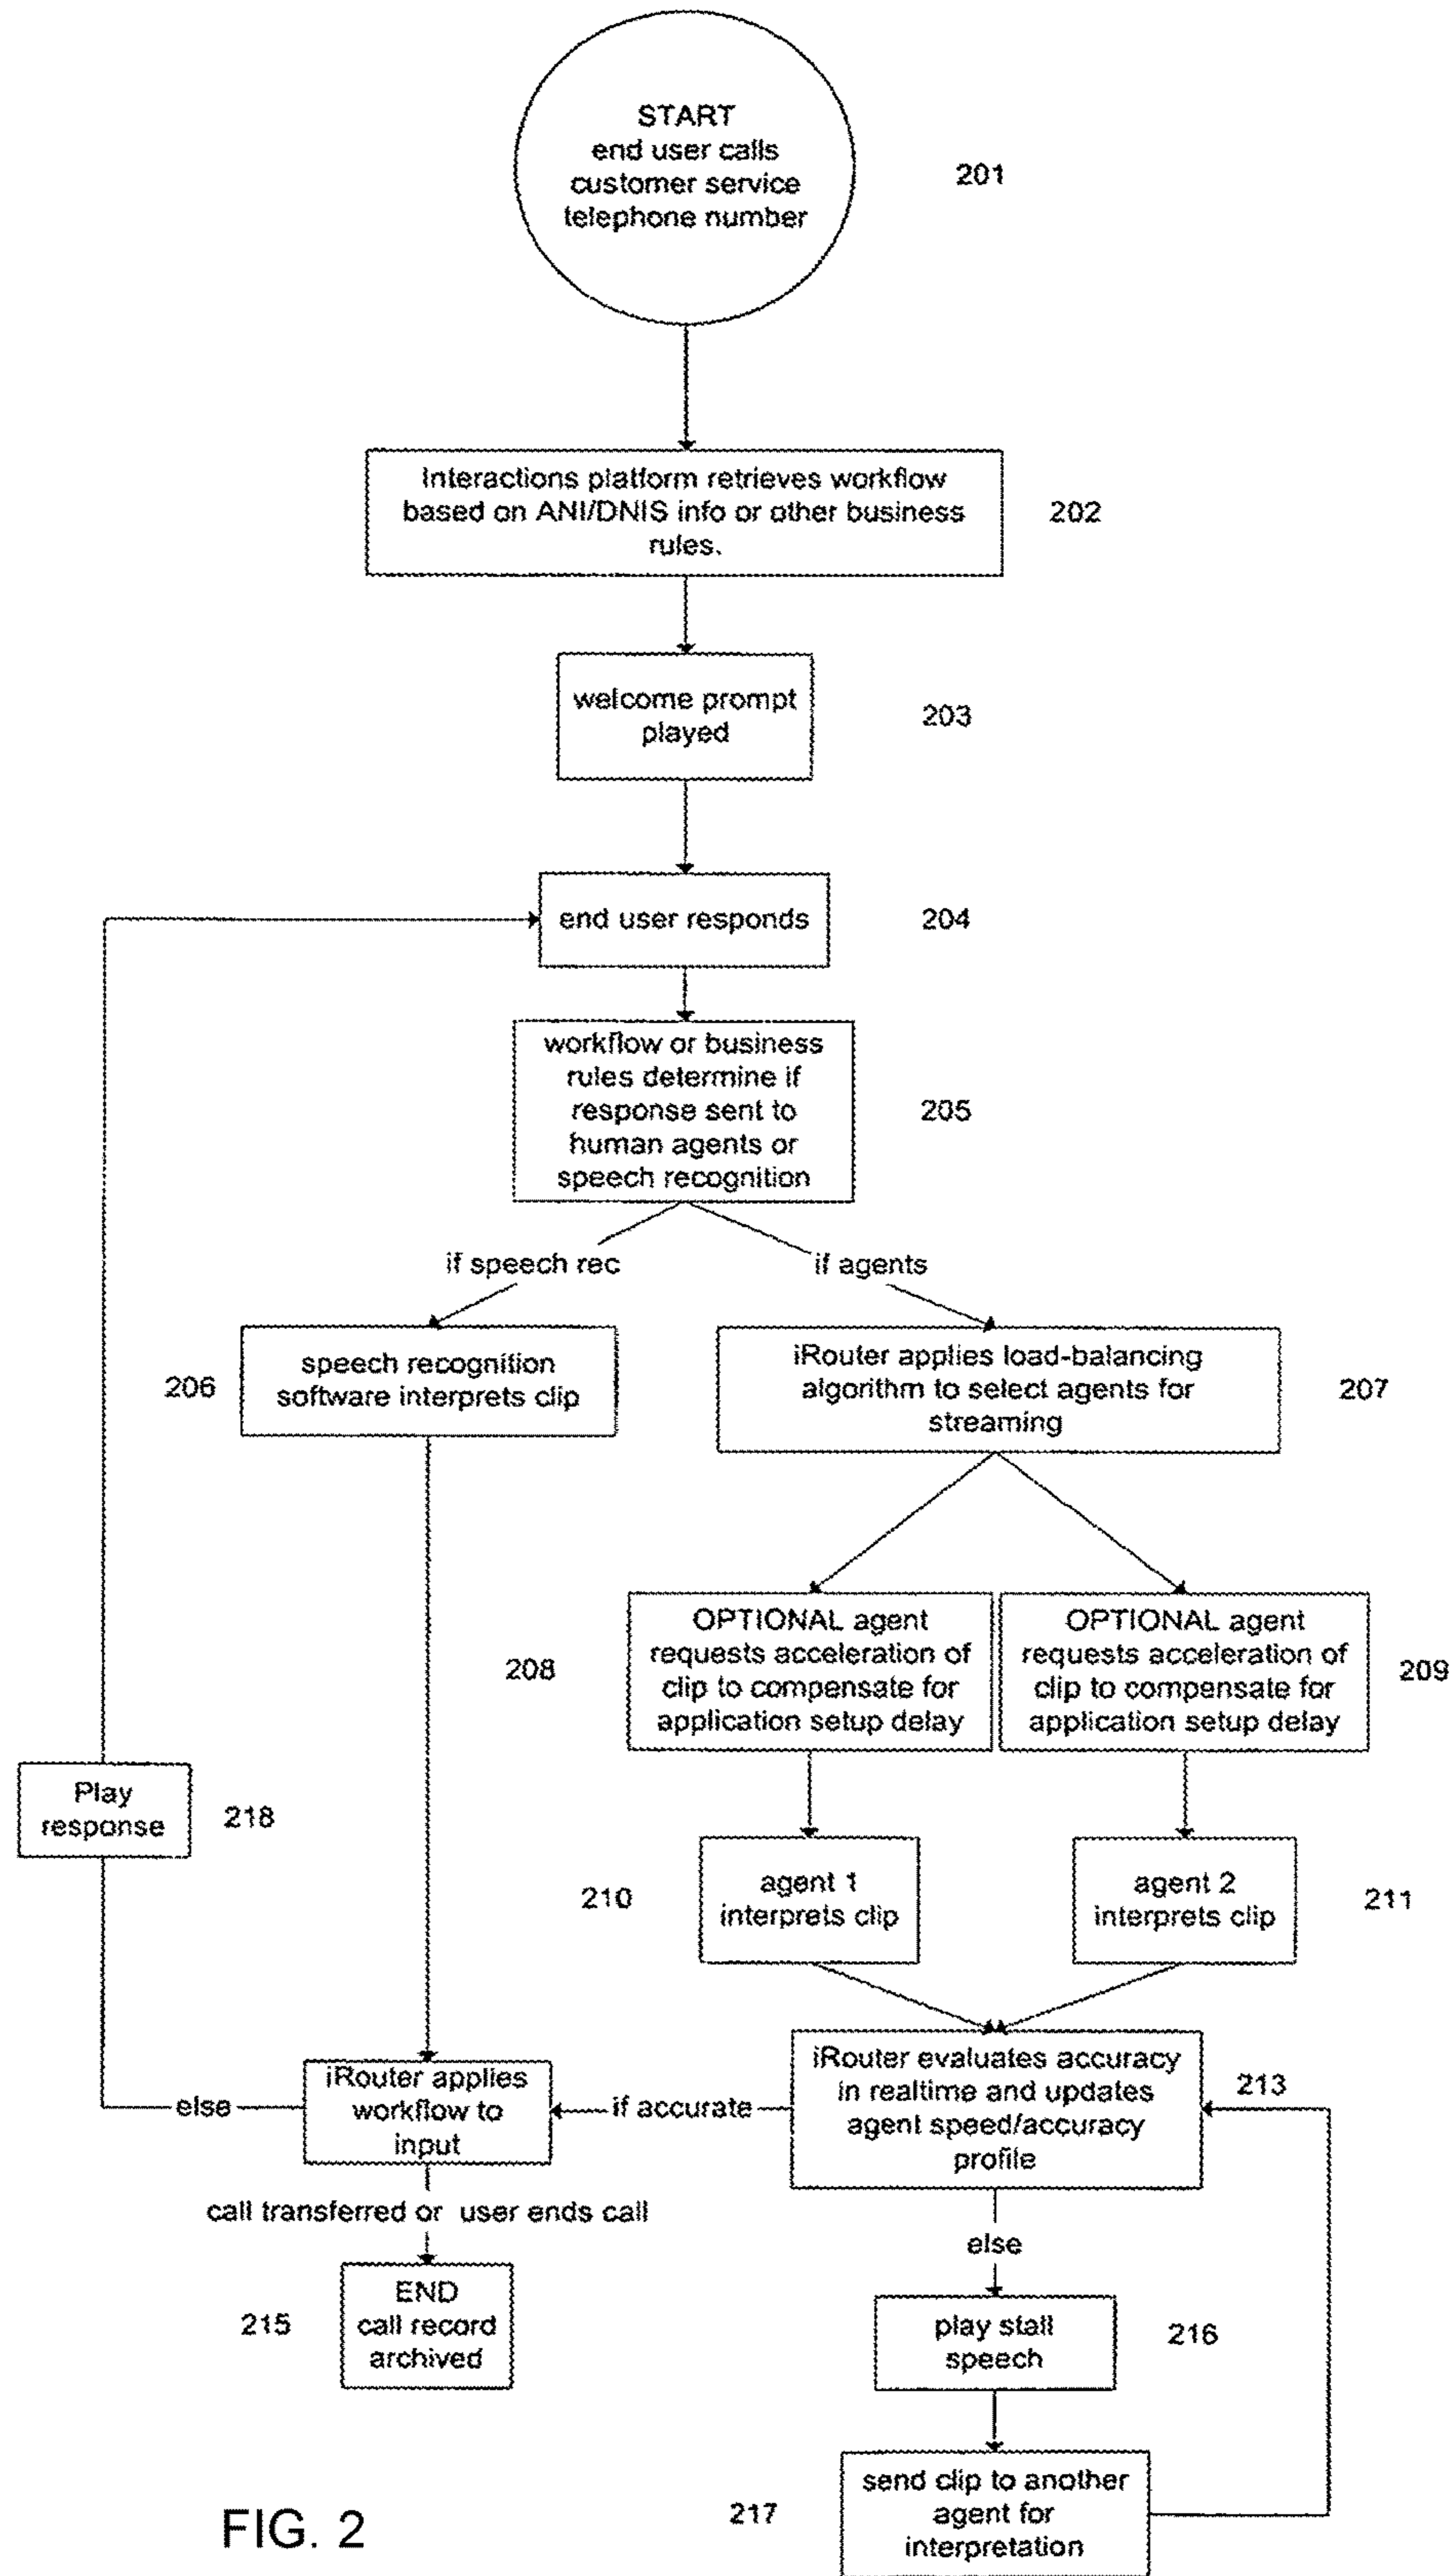 START
end user calls
customer service
telephone number
201
Interactions platform retrieves workflow
based on ANI/DNIS info or other business
rules.
202
welcome prompt
played
203
end user responds
204
workflow or business
rules determine if
response sent to
human agents or
speech recognition
205
if speech rec
if agents
206
speech recognition
software interprets clip
iRouter applies load-balancing
algorithm to select agents for
streaming
207
208
OPTIONAL agent
requests acceleration of
clip to compensate for
application setup delay
OPTIONAL agent
requests acceleration of
clip to compensate for
application setup delay
209
Play
response
218
210
agent 1
interprets clip
agent 2
interprets clip
211
else
iRouter applies
workflow to
input
if accurate
iRouter evaluates accuracy
in realtime and updates
agent speed/accuracy
profile
213
call transferred or user ends call
else
215
END
call record
archived
play stall
speech
216
217
send clip to another
agent for
interpretation
FIG. 2